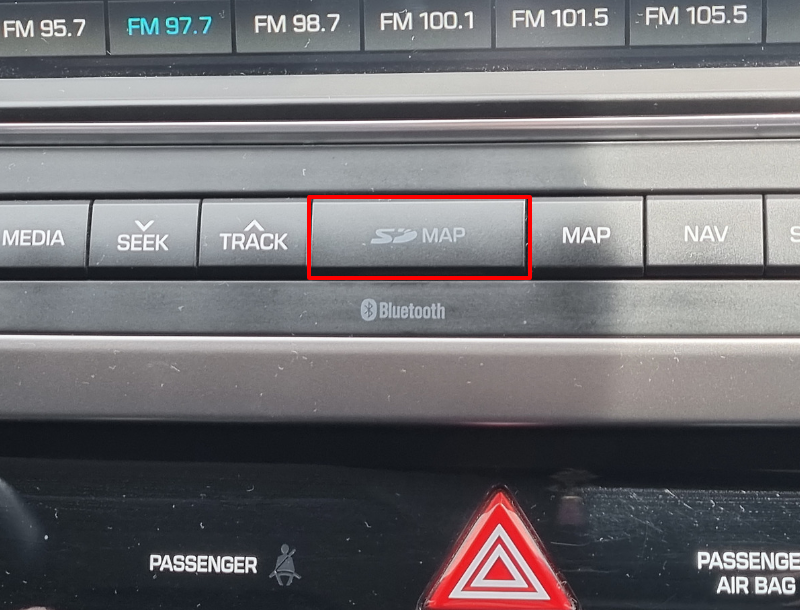 FM 95.7 FM 97.7 FM 98.7 FM 100.1 FM 101.5 FM 105.5
MEDIA SEEK TRACK SD MAP MAP NAV S
Bluetooth
PASSENGER PASSENGE
AIR BAG